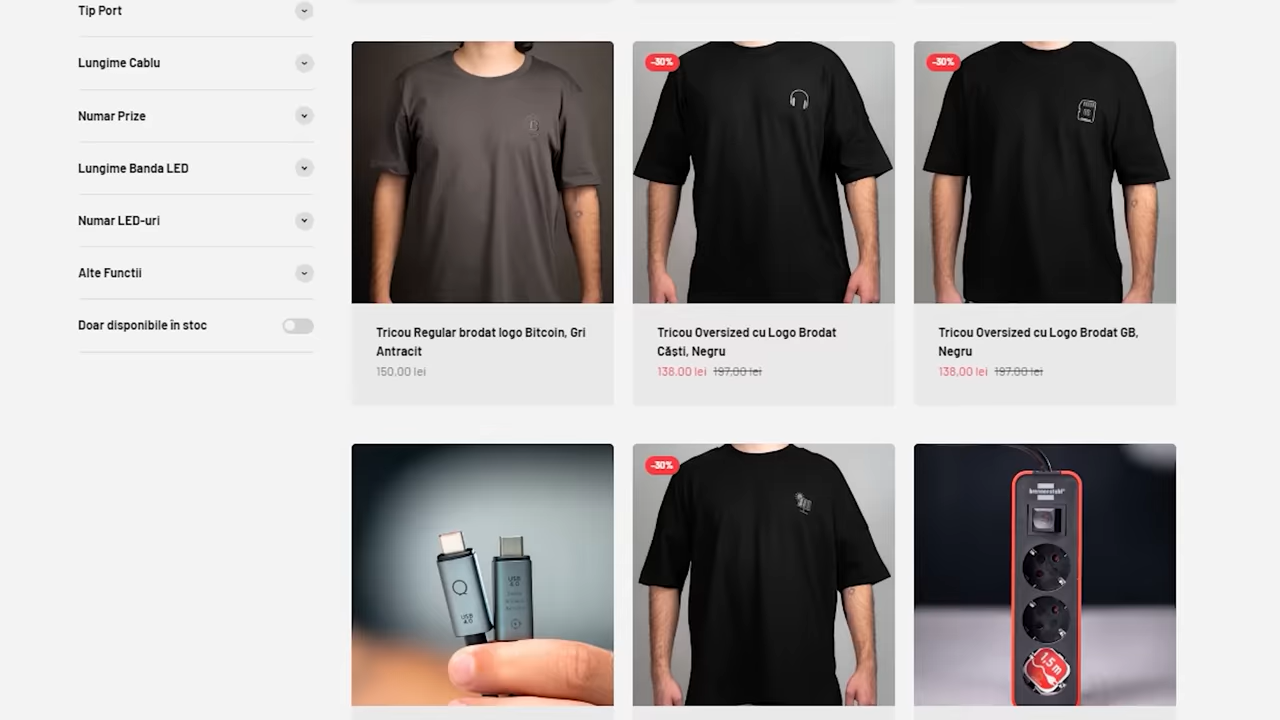 Tip Port
Lungime Cablu
Numar Prize
Lungime Banda LED
Numar LED-uri
Alte Functii
Doar disponibile în stoc
Tricou Regular brodat logo Bitcoin, Gri
Antracit
150,00 lei
-30%
Tricou Oversized cu Logo Brodat
Căști, Negru
138,00 lei 197,00 lei
-30%
Tricou Oversized cu Logo Brodat GB,
Negru
138,00 lei 197,00 lei
USB
4.0
USB
4.0
-30%
brennenstuhl
1,5 m